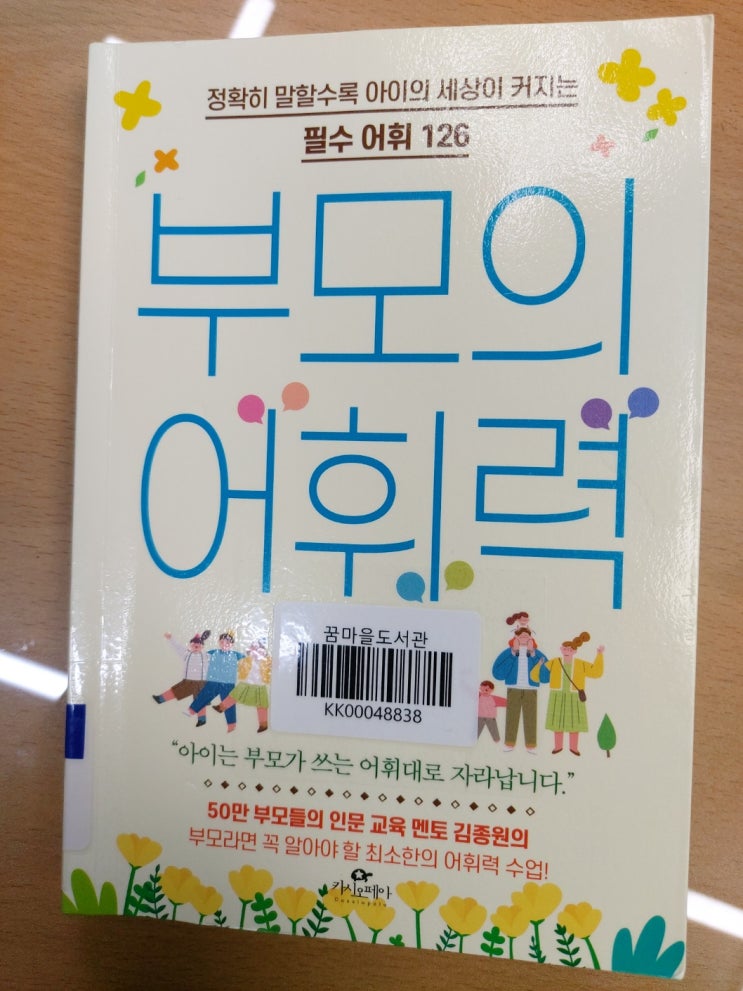 정확히 말할수록 아이의 세상이 커지는
필수 어휘 126
부모의
어휘력
꿈마을도서관
KK00048838
“아이는 부모가 쓰는 어휘대로 자라납니다.”
50만 부모들의 인문 교육 멘토 김종원의
부모라면 꼭 알아야 할 최소한의 어휘력 수업!
카시오페아
Cassiopeia